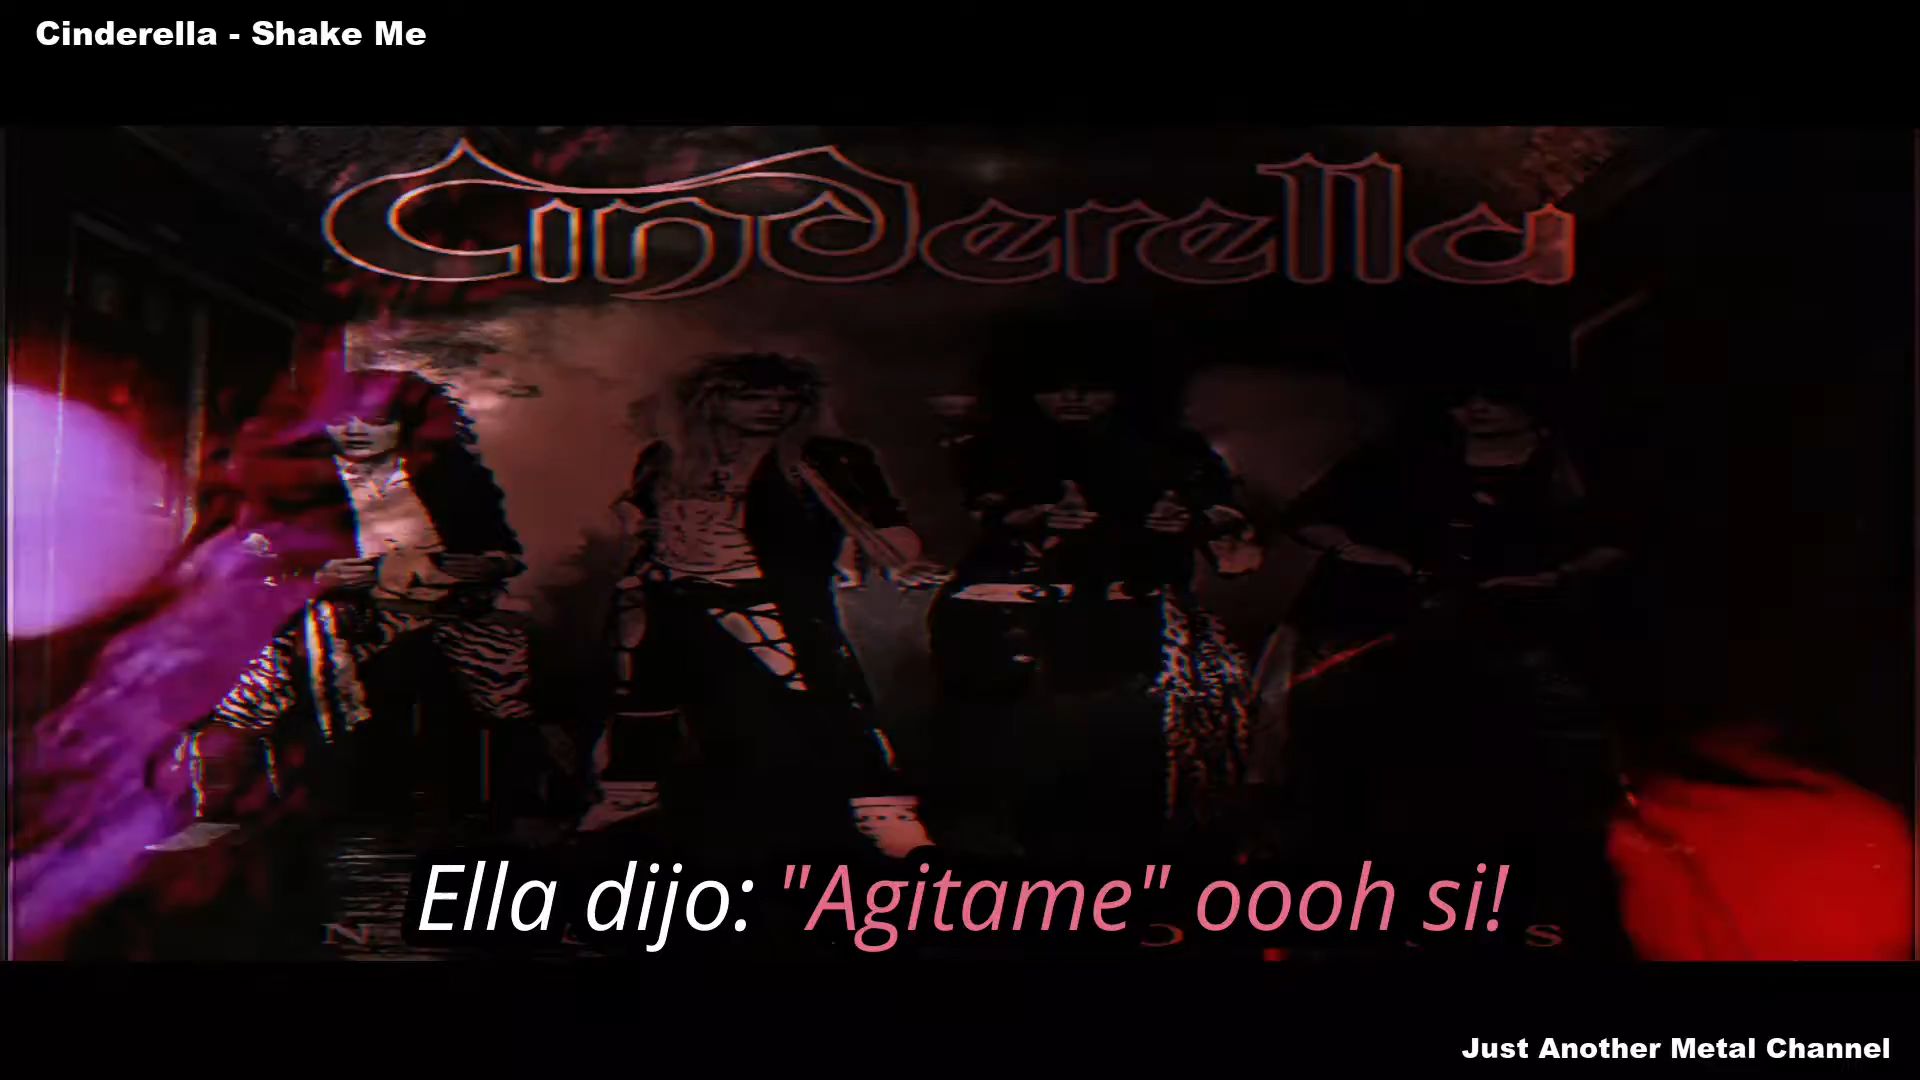 Cinderella - Shake Me
Cinderella
Ella dijo: "Agitame" oooh si!
Just Another Metal Channel